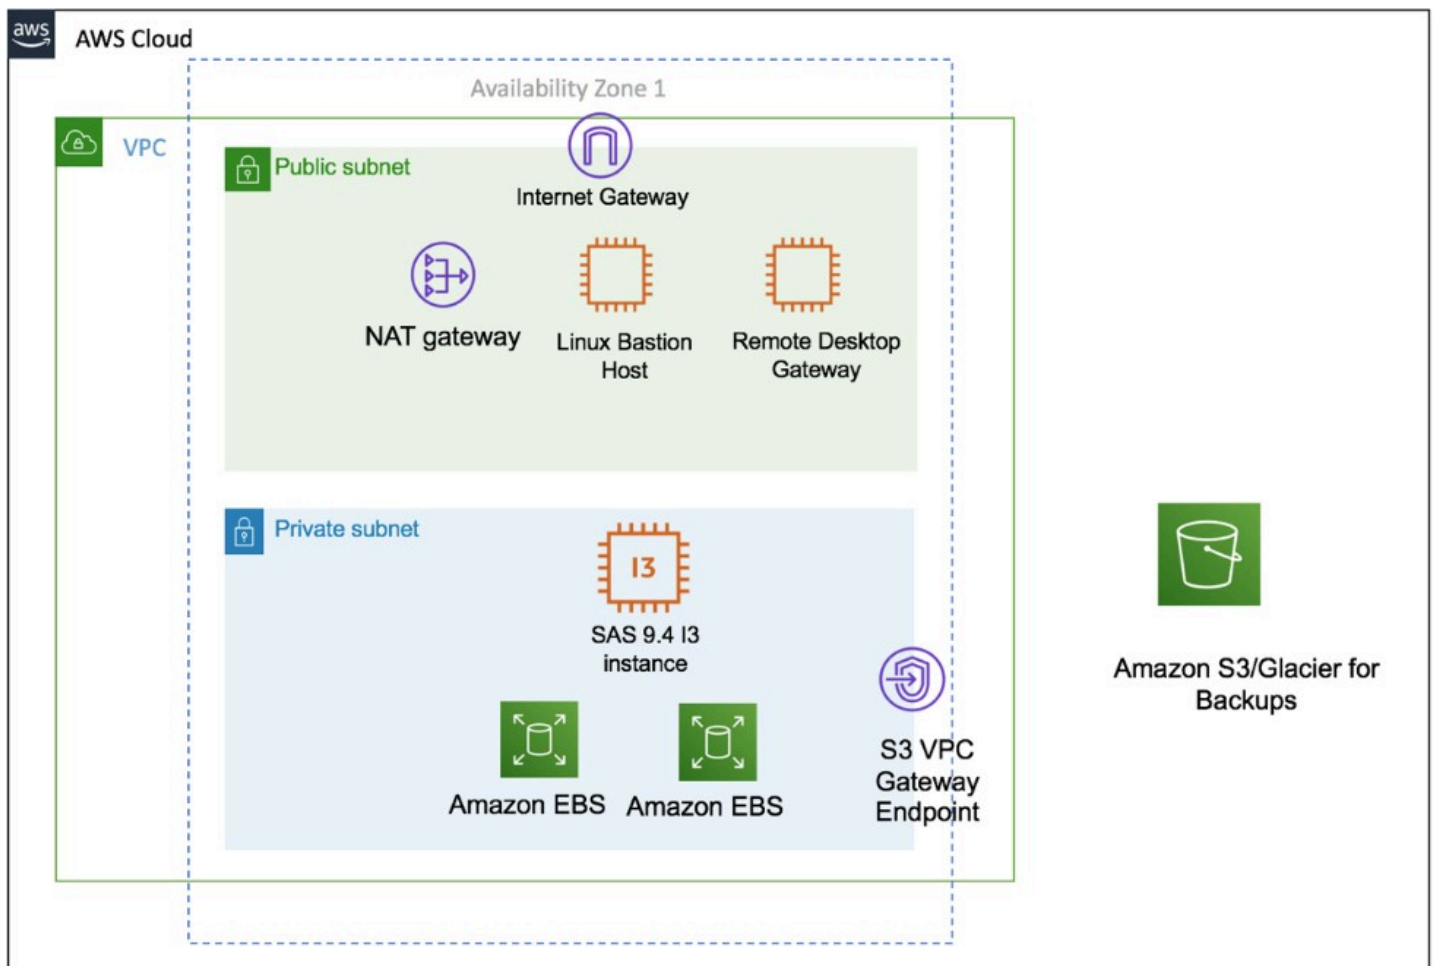 aws
AWS Cloud
Availability Zone 1
VPC
Public subnet
Internet Gateway
NAT gateway
Linux Bastion
Host
Remote Desktop
Gateway
Private subnet
I3
SAS 9.4 I3
instance
Amazon EBS
Amazon EBS
S3 VPC
Gateway
Endpoint
Amazon S3/Glacier for
Backups